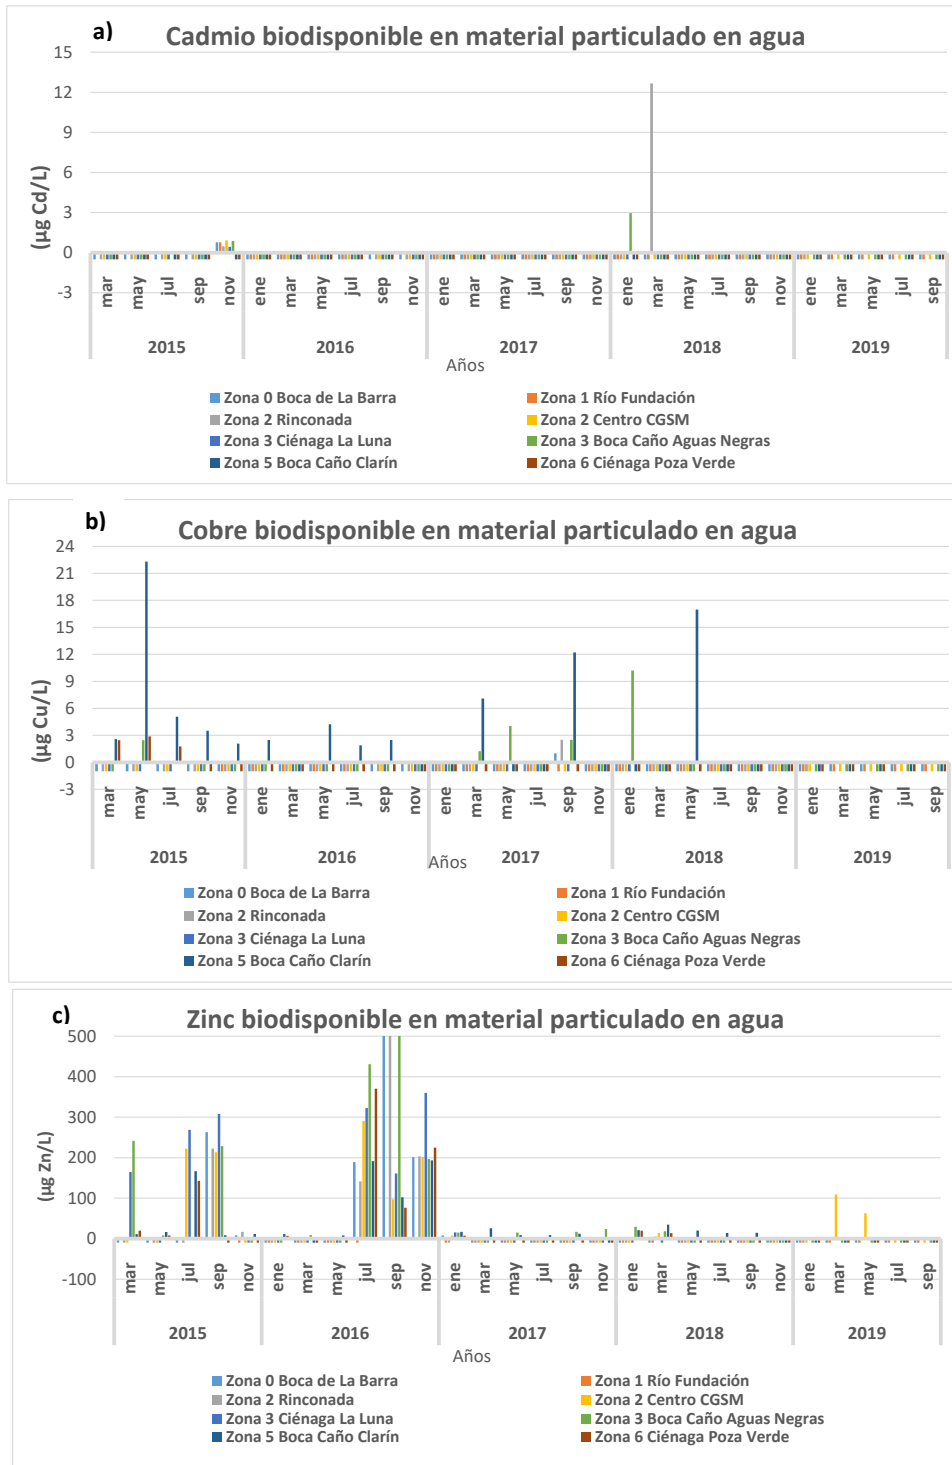 a)
Cadmio biodisponible en material particulado en agua
(µg Cd/L)
15
12
9
6
3
0
-3
mar may jul sep nov ene mar may jul sep nov ene mar may jul sep nov ene mar may jul sep nov ene mar may jul sep
2015 2016 2017 2018 2019
Años
Zona 0 Boca de La Barra Zona 1 Río Fundación
Zona 2 Rinconada Zona 2 Centro CGSM
Zona 3 Ciénaga La Luna Zona 3 Boca Caño Aguas Negras
Zona 5 Boca Caño Clarín Zona 6 Ciénaga Poza Verde
b)
Cobre biodisponible en material particulado en agua
(µg Cu/L)
24
21
18
15
12
9
6
3
0
-3
mar may jul sep nov ene mar may jul sep nov ene mar may jul sep nov ene mar may jul sep nov ene mar may jul sep
2015 2016 2017 2018 2019
Años
Zona 0 Boca de La Barra Zona 1 Río Fundación
Zona 2 Rinconada Zona 2 Centro CGSM
Zona 3 Ciénaga La Luna Zona 3 Boca Caño Aguas Negras
Zona 5 Boca Caño Clarín Zona 6 Ciénaga Poza Verde
c)
Zinc biodisponible en material particulado en agua
(µg Zn/L)
500
400
300
200
100
0
-100
mar may jul sep nov ene mar may jul sep nov ene mar may jul sep nov ene mar may jul sep nov ene mar may jul sep
2015 2016 2017 2018 2019
Años
Zona 0 Boca de La Barra Zona 1 Río Fundación
Zona 2 Rinconada Zona 2 Centro CGSM
Zona 3 Ciénaga La Luna Zona 3 Boca Caño Aguas Negras
Zona 5 Boca Caño Clarín Zona 6 Ciénaga Poza Verde